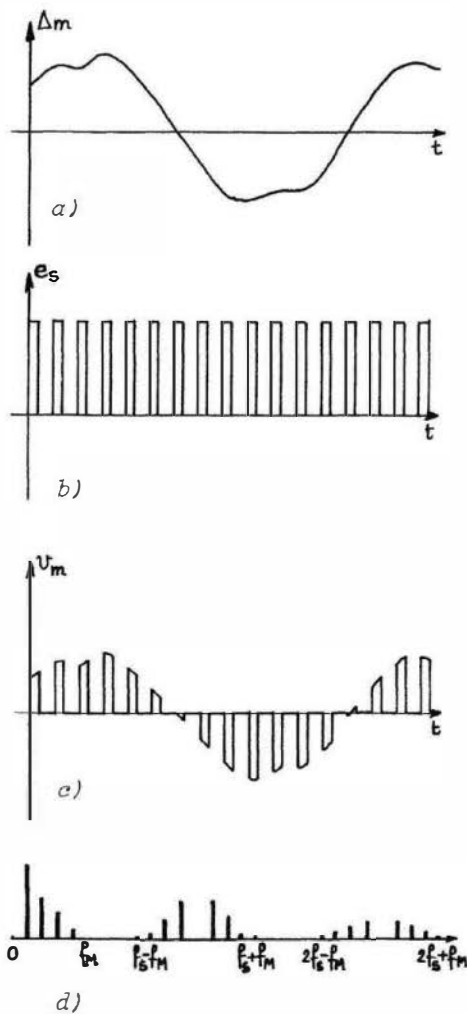 Δm
t
a)
es
t
b)
vm
t
c)
0 fM fs-fM fs+fM 2fs-fM 2fs+fM
d)